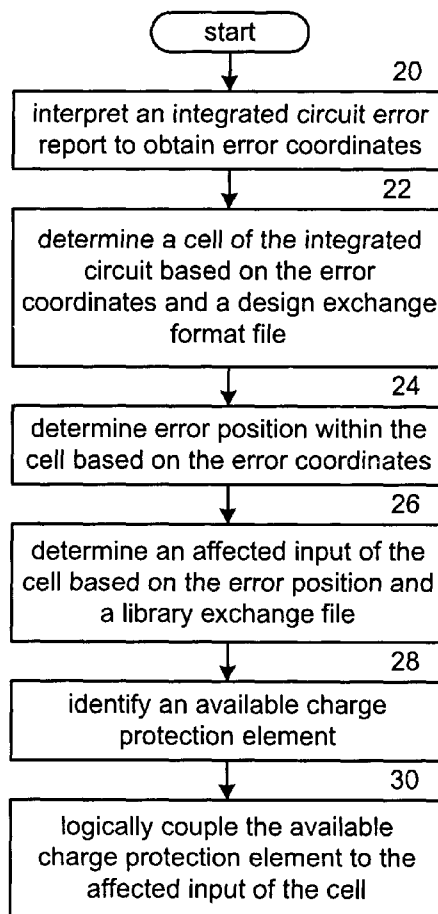 start
20
interpret an integrated circuit error
report to obtain error coordinates
22
determine a cell of the integrated
circuit based on the error
coordinates and a design exchange
format file
24
determine error position within the
cell based on the error coordinates
26
determine an affected input of the
cell based on the error position and
a library exchange file
28
identify an available charge
protection element
30
logically couple the available
charge protection element to the
affected input of the cell